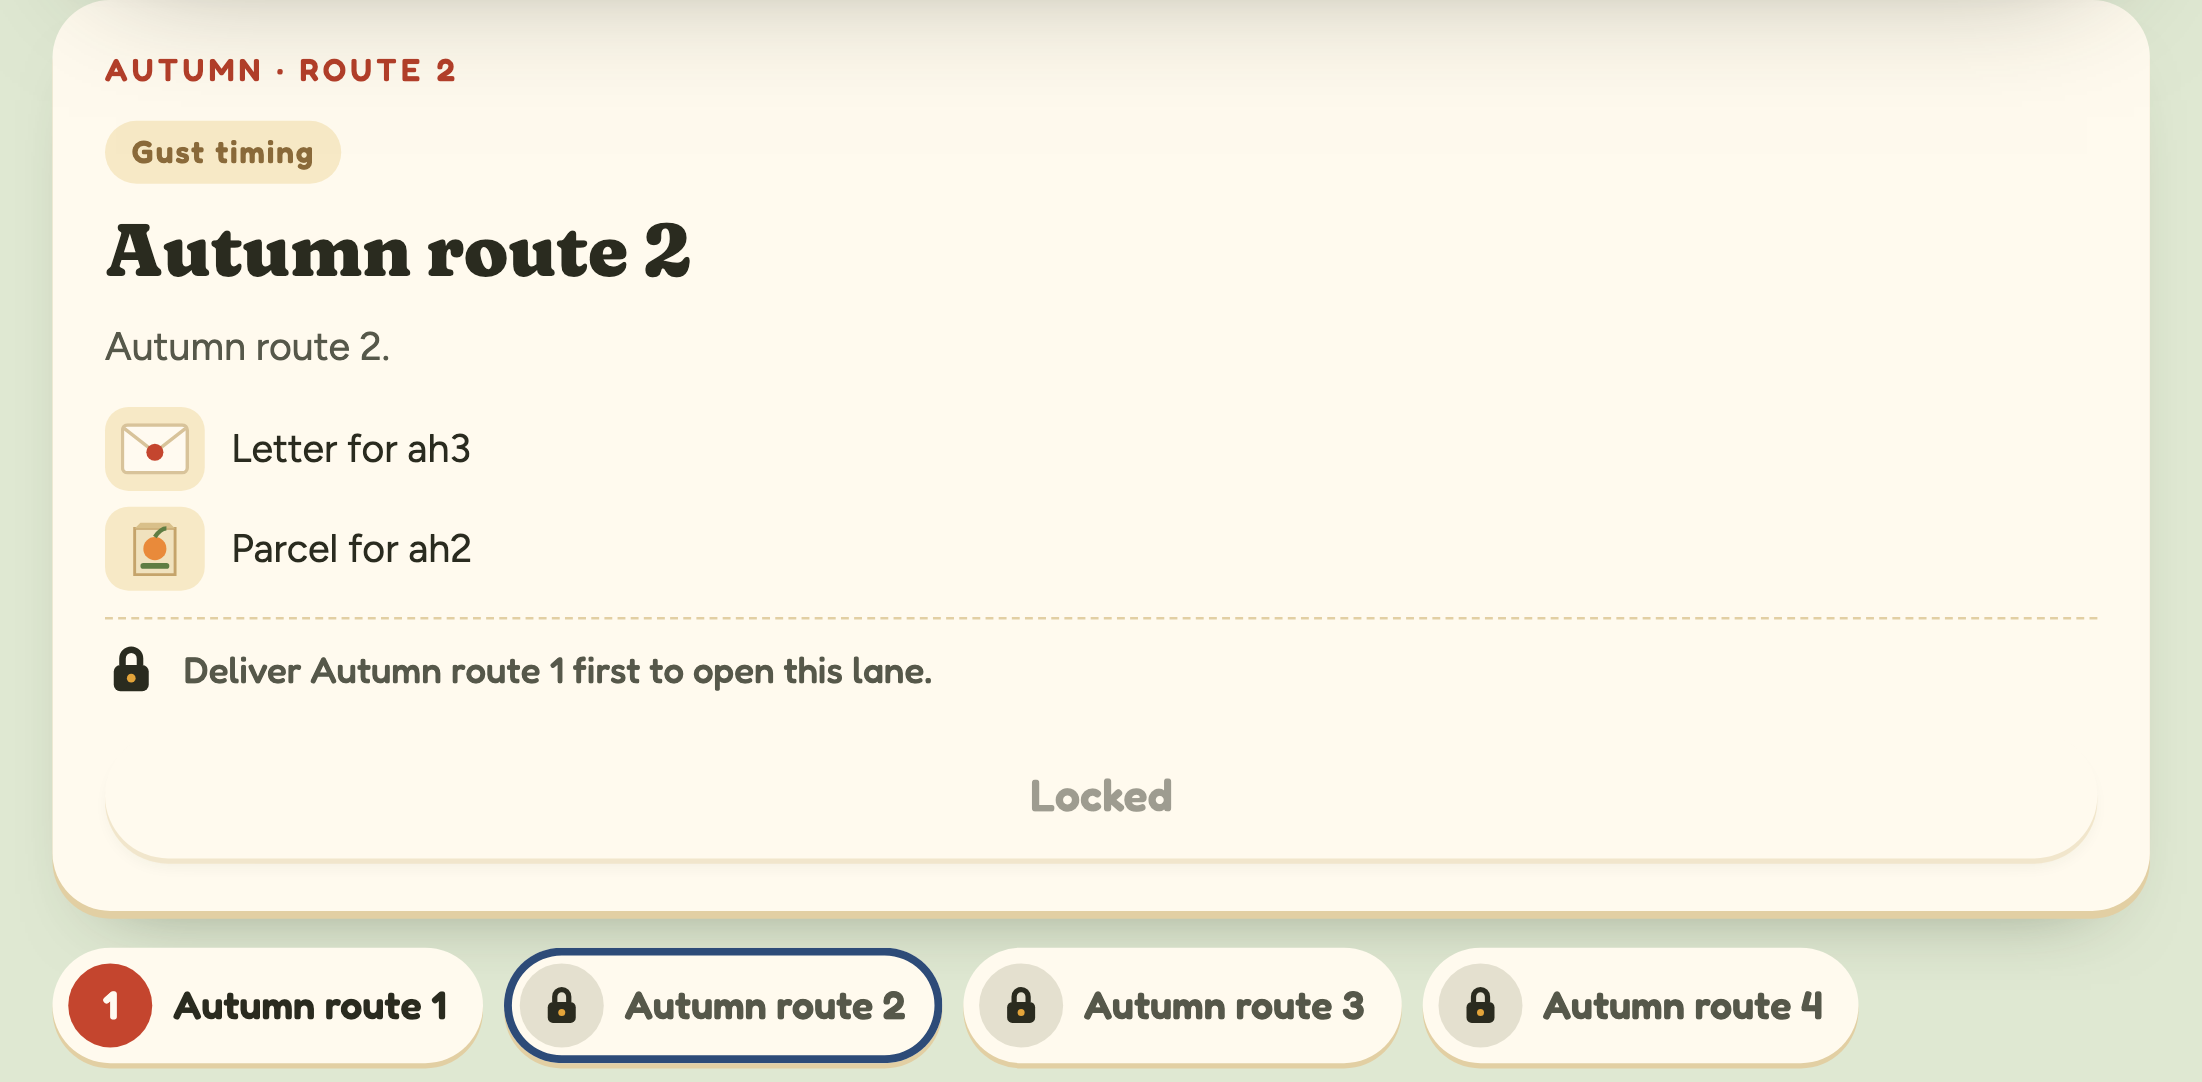 AUTUMN · ROUTE 2
Gust timing
Autumn route 2
Autumn route 2.
Letter for ah3
Parcel for ah2
Deliver Autumn route 1 first to open this lane.
Locked
1 Autumn route 1
Autumn route 2
Autumn route 3
Autumn route 4